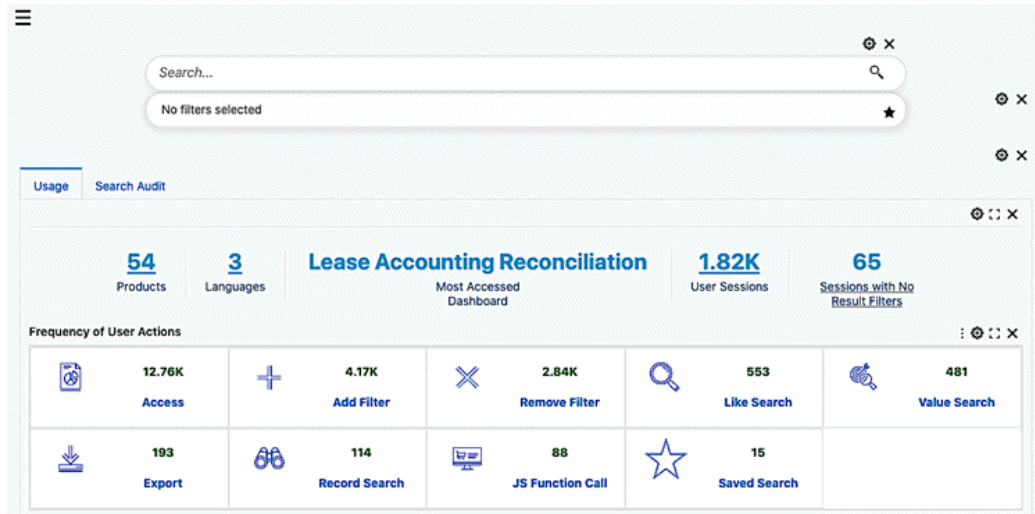 Search...
No filters selected
Usage Search Audit
54 3 Lease Accounting Reconciliation 1.82K 65
Products Languages Most Accessed User Sessions Sessions with No
Dashboard Result Filters
Frequency of User Actions
12.76K 4.17K 2.84K 553 481
Access Add Filter Remove Filter Like Search Value Search
193 114 88 15
Export Record Search JS Function Call Saved Search